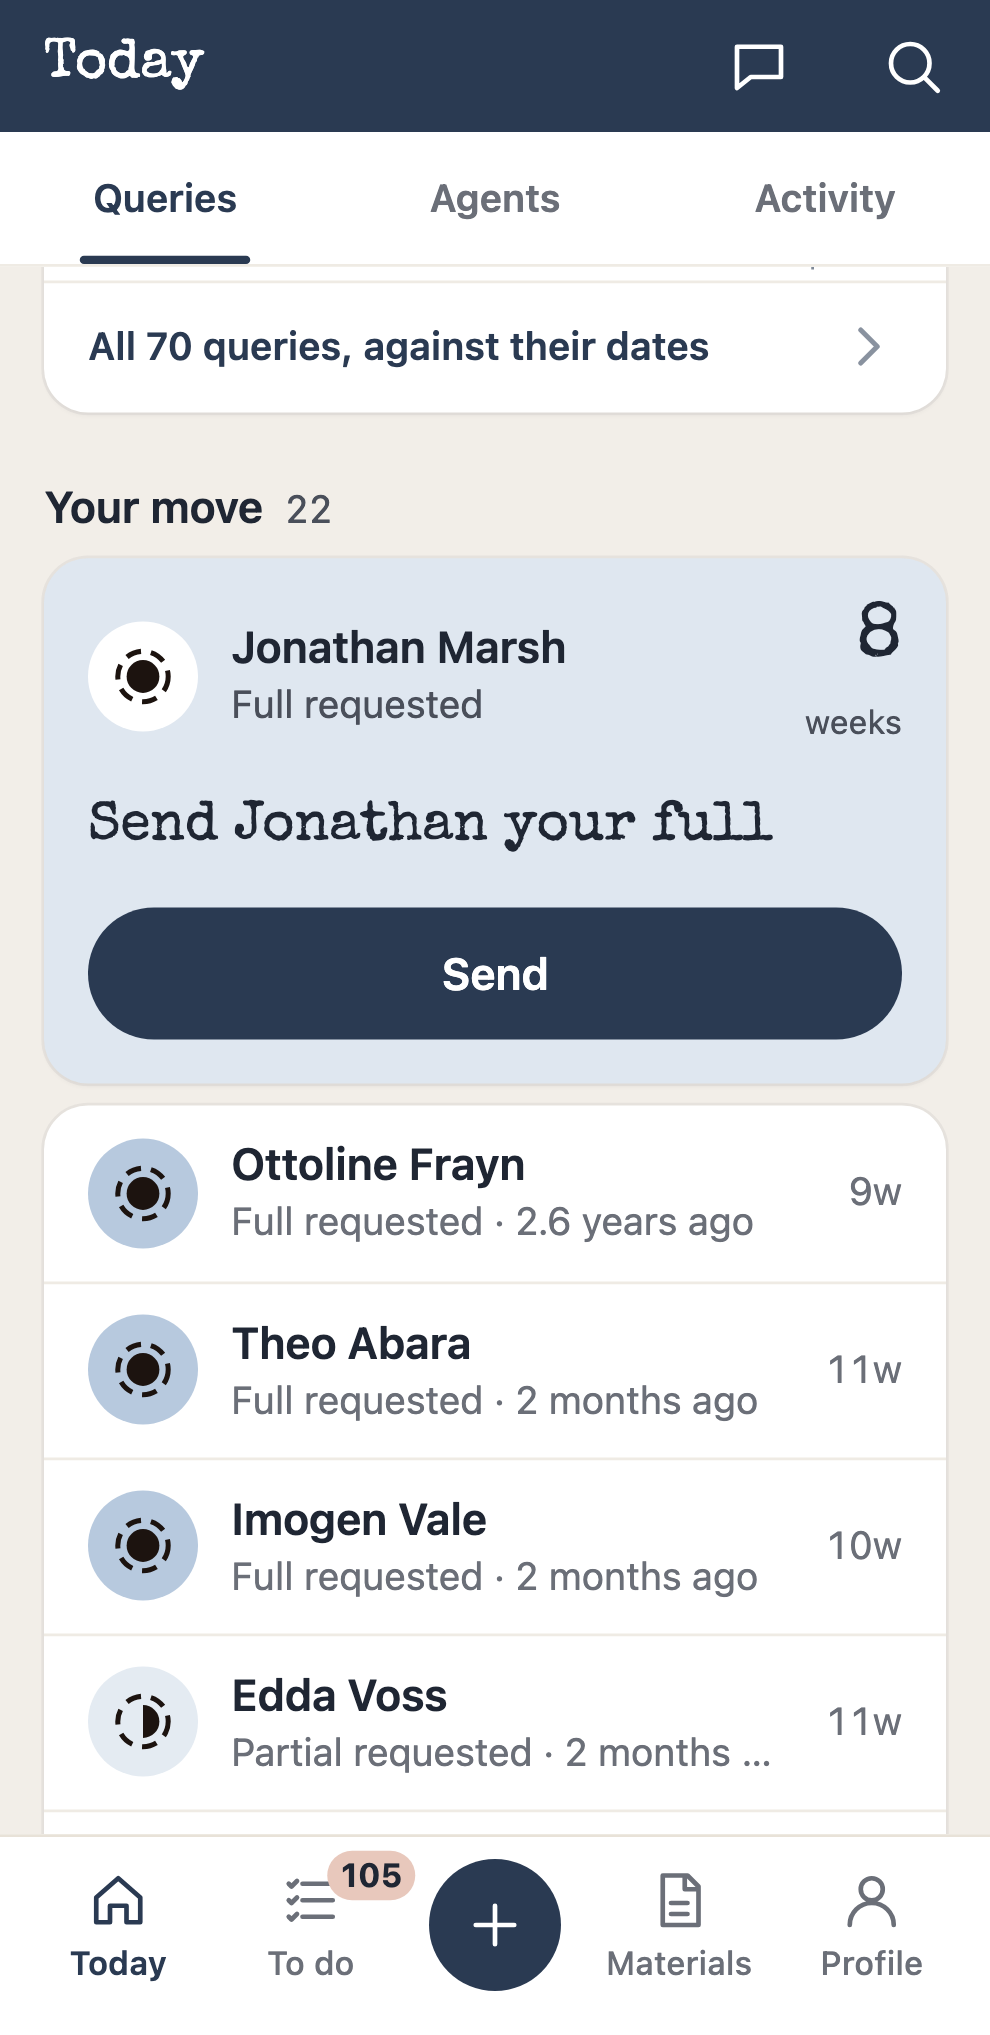 Today
Queries
Agents
Activity
All 70 queries, against their dates
Your move 22
Jonathan Marsh
Full requested
8
weeks
Send Jonathan your full
Send
Ottoline Frayn
Full requested · 2.6 years ago
9w
Theo Abara
Full requested · 2 months ago
11w
Imogen Vale
Full requested · 2 months ago
10w
Edda Voss
Partial requested · 2 months ...
11w
105
Today
To do
Materials
Profile